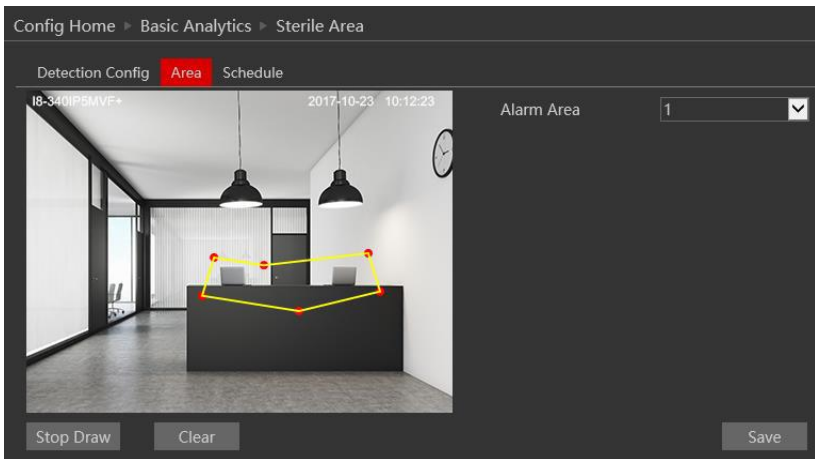 Config Home ▶ Basic Analytics ▶ Sterile Area
Detection Config Area Schedule
I8-340IP5MVF+ 2017-10-23 10:12:23
Alarm Area 1
Stop Draw Clear Save